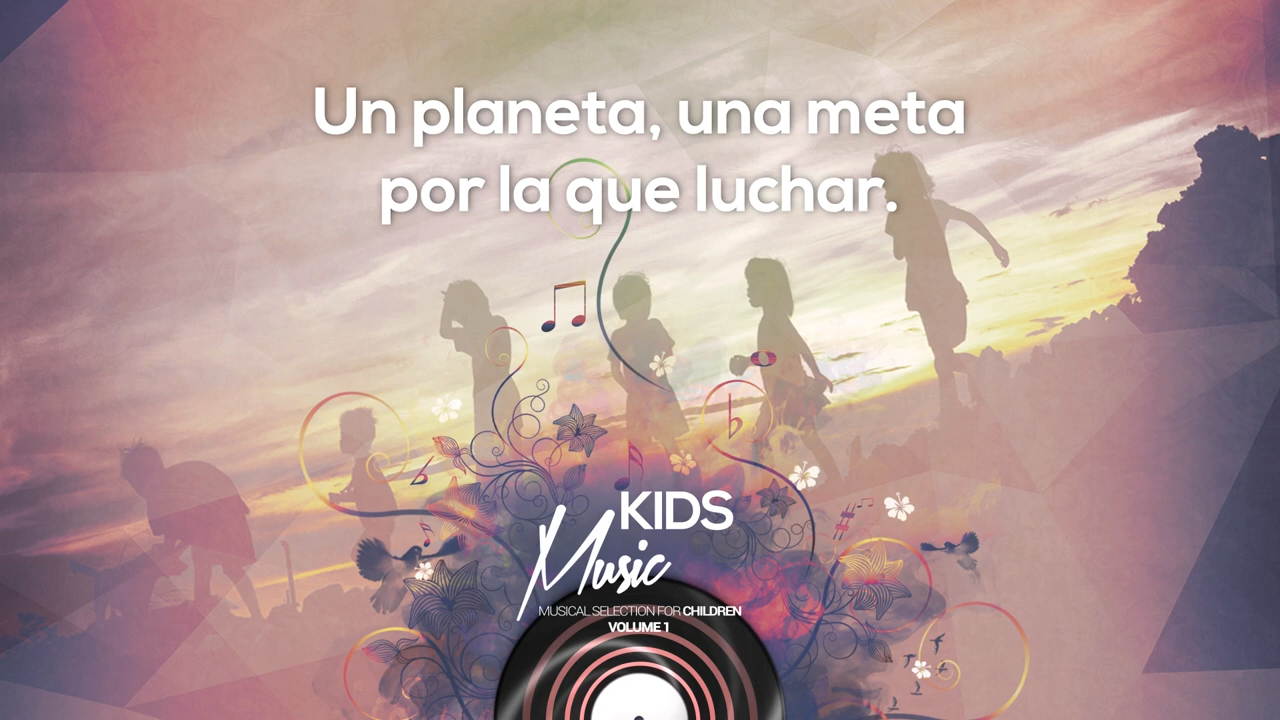 Un planeta, una meta
por la que luchar.
KIDS
Music
MUSICAL SELECTION FOR CHILDREN
VOLUME 1